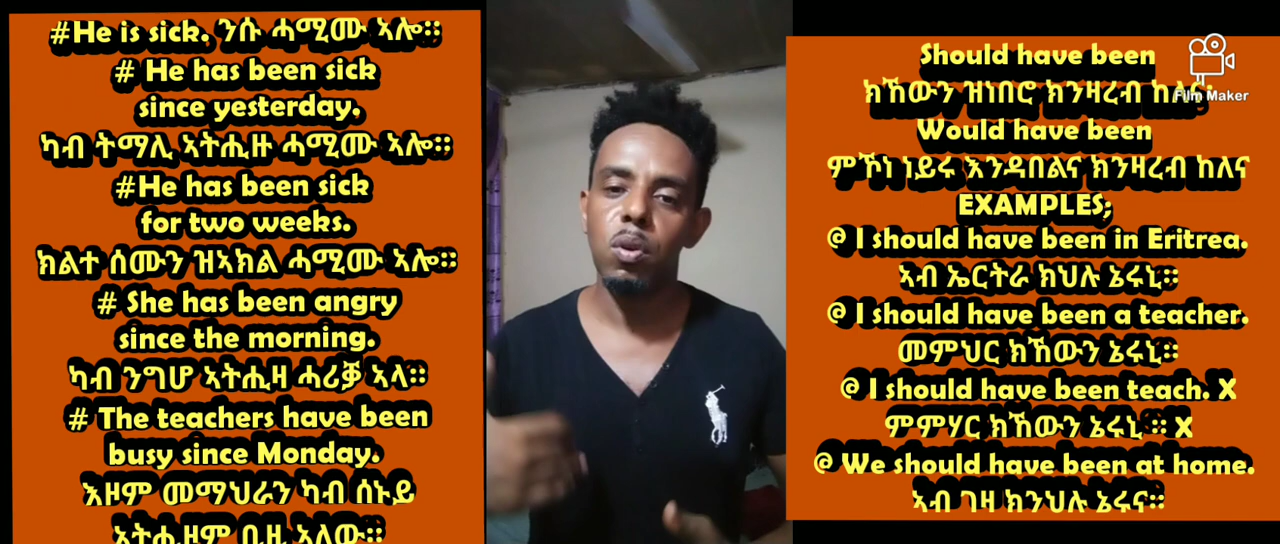 #He is sick. ንሱ ሓሚሙ ኣሎ።
# He has been sick
since yesterday.
ካብ ትማሊ ኣትሒዙ ሓሚሙ ኣሎ።
#He has been sick
for two weeks.
ክልተ ሰሙን ዝኣክል ሓሚሙ ኣሎ።
# She has been angry
since the morning.
ካብ ንግሆ ኣትሒዛ ሓሪቓ ኣላ።
# The teachers have been
busy since Monday.
እዞም መማህራን ካብ ሰኑይ
ኣትሒዞም ቢዚ ኣለው።
Should have been
ክኸውን ዝነበሮ ክንዛረብ ከለና
Film Maker
Would have been
ምኾነ ነይሩ እንዳበልና ክንዛረብ ከለና
EXAMPLES;
@ I should have been in Eritrea.
ኣብ ኤርትራ ክህሉ ኔሩኒ።
@ I should have been a teacher.
መምህር ክኸውን ኔሩኒ።
@ I should have been teach. X
ምምሃር ክኸውን ኔሩኒ ። X
@ We should have been at home.
ኣብ ገዛ ክንህሉ ኔሩና።